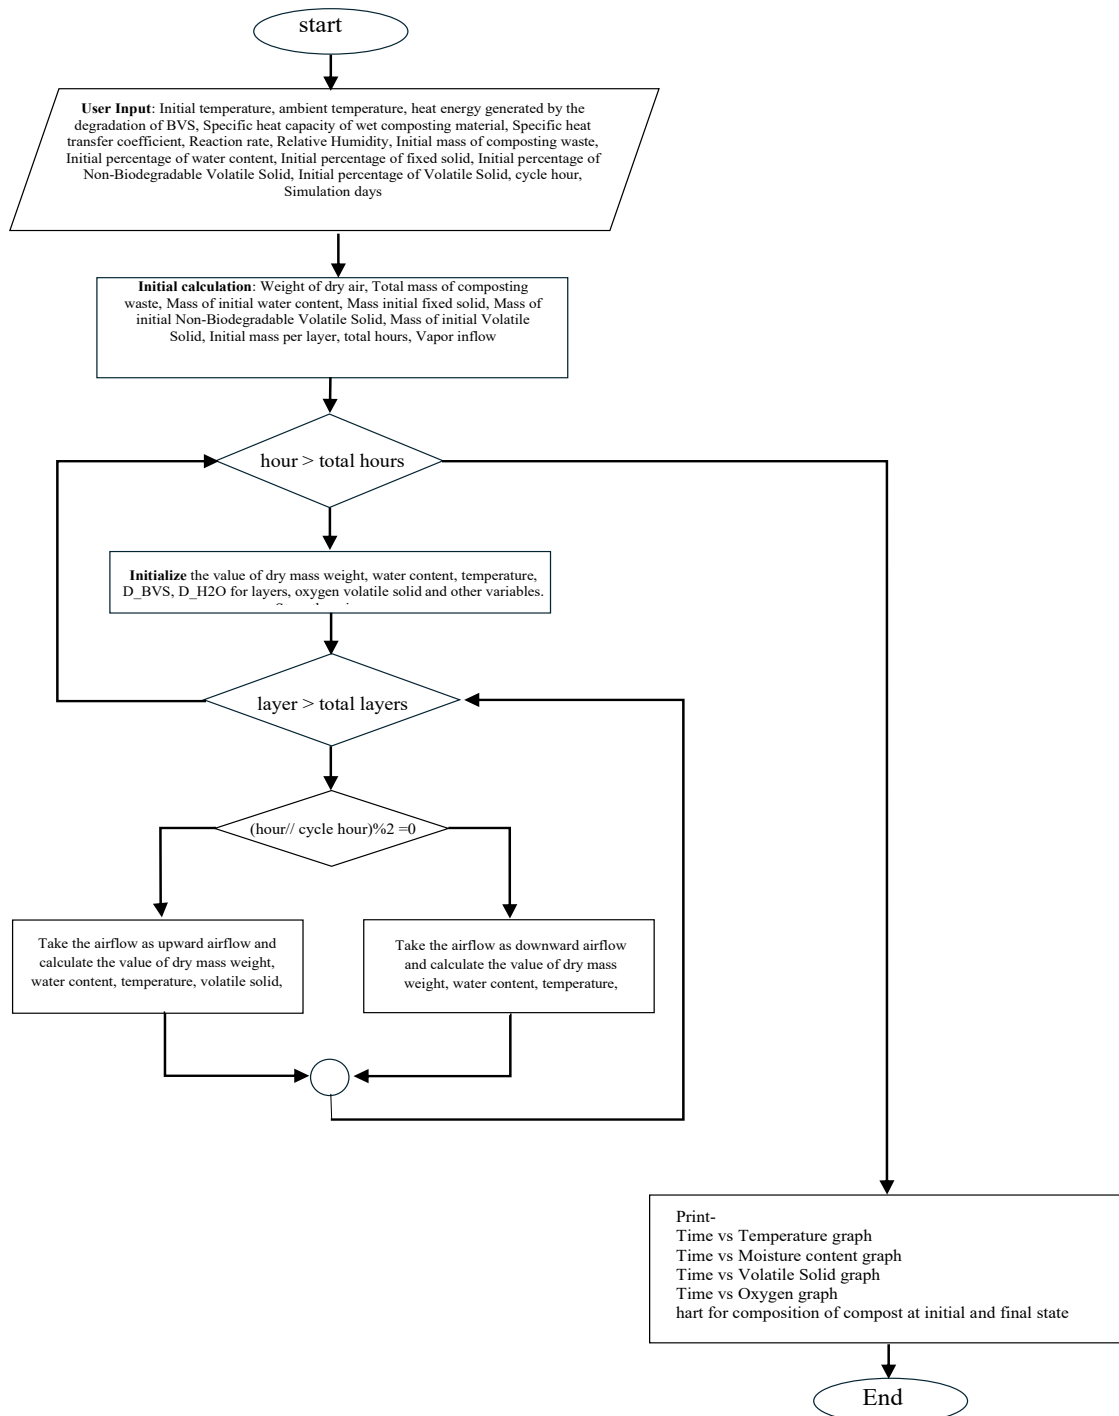 start
User Input: Initial temperature, ambient temperature, heat energy generated by the
degradation of BVS, Specific heat capacity of wet composting material, Specific heat
transfer coefficient, Reaction rate, Relative Humidity, Initial mass of composting waste,
Initial percentage of water content, Initial percentage of fixed solid, Initial percentage of
Non-Biodegradable Volatile Solid, Initial percentage of Volatile Solid, cycle hour,
Simulation days
Initial calculation: Weight of dry air, Total mass of composting
waste, Mass of initial water content, Mass initial fixed solid, Mass of
initial Non-Biodegradable Volatile Solid, Mass of initial Volatile
Solid, Initial mass per layer, total hours, Vapor inflow
hour > total hours
Initialize the value of dry mass weight, water content, temperature,
D_BVS, D_H2O for layers, oxygen volatile solid and other variables.
layer > total layers
(hour// cycle hour)%2 =0
Take the airflow as upward airflow and
calculate the value of dry mass weight,
water content, temperature, volatile solid,
Take the airflow as downward airflow
and calculate the value of dry mass
weight, water content, temperature,
Print-
Time vs Temperature graph
Time vs Moisture content graph
Time vs Volatile Solid graph
Time vs Oxygen graph
hart for composition of compost at initial and final state
End